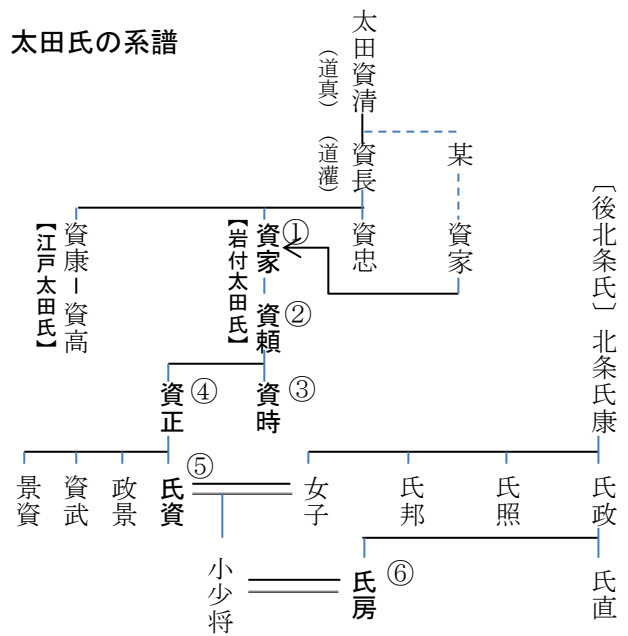 太田氏の系譜
太田資清
（道真）
資長
（道灌）
某
資忠
資家
①
資家
【岩付太田氏】
資康
資高
【江戸太田氏】
②
資頼
③
資時
④
資正
〔後北条氏〕 北条氏康
⑤
氏資
政景
資武
景資
女子
氏邦
氏照
氏政
小少将
⑥
氏房
氏直